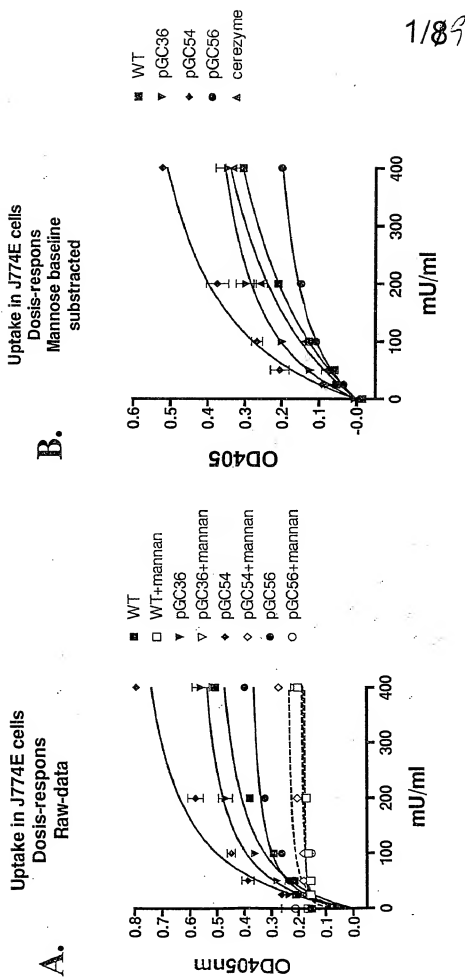 1/8
A.
Uptake in J774E cells
Dosis-respons
Raw-data
OD405nm
0.8
0.7
0.6
0.5
0.4
0.3
0.2
0.1
0.0
0
100
200
300
400
mU/ml
WT
WT+mannan
pGC36
pGC36+mannan
pGC54
pGC54+mannan
pGC56
pGC56+mannan
B.
Uptake in J774E cells
Dosis-respons
Mannose baseline
substracted
OD405
0.6
0.5
0.4
0.3
0.2
0.1
-0.0
0
100
200
300
400
mU/ml
WT
pGC36
pGC54
pGC56
cerezyme